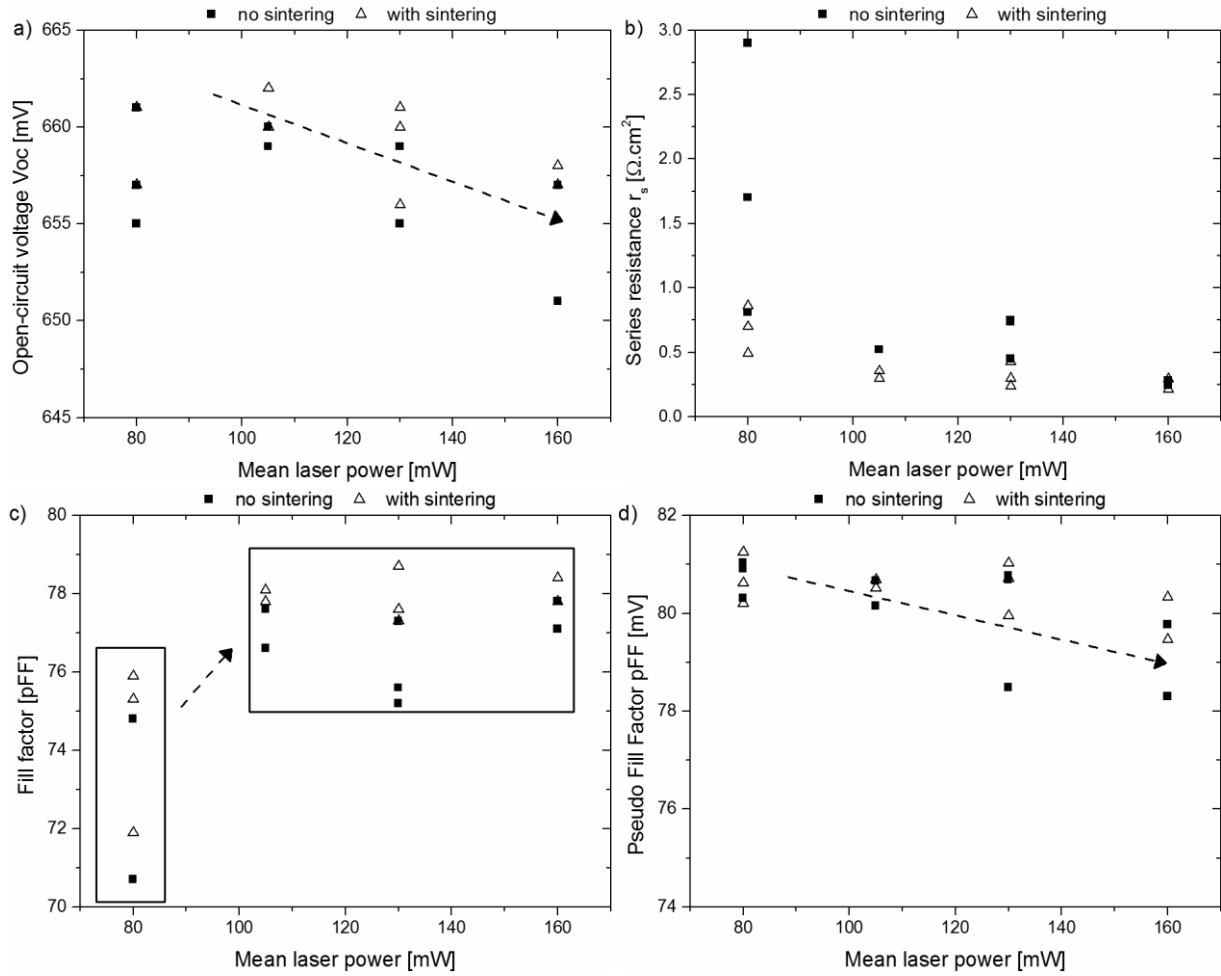 no sintering with sintering
a)
665
660
655
650
645
Open-circuit voltage Voc [mV]
80 100 120 140 160
Mean laser power [mW]
no sintering with sintering
b)
3.0
2.5
2.0
1.5
1.0
0.5
0.0
Series resistance rs [Ω.cm²]
80 100 120 140 160
Mean laser power [mW]
no sintering with sintering
c)
80
78
76
74
72
70
Fill factor [pFF]
80 100 120 140 160
Mean laser power [mW]
no sintering with sintering
d)
82
80
78
76
74
Pseudo Fill Factor pFF [mV]
80 100 120 140 160
Mean laser power [mW]